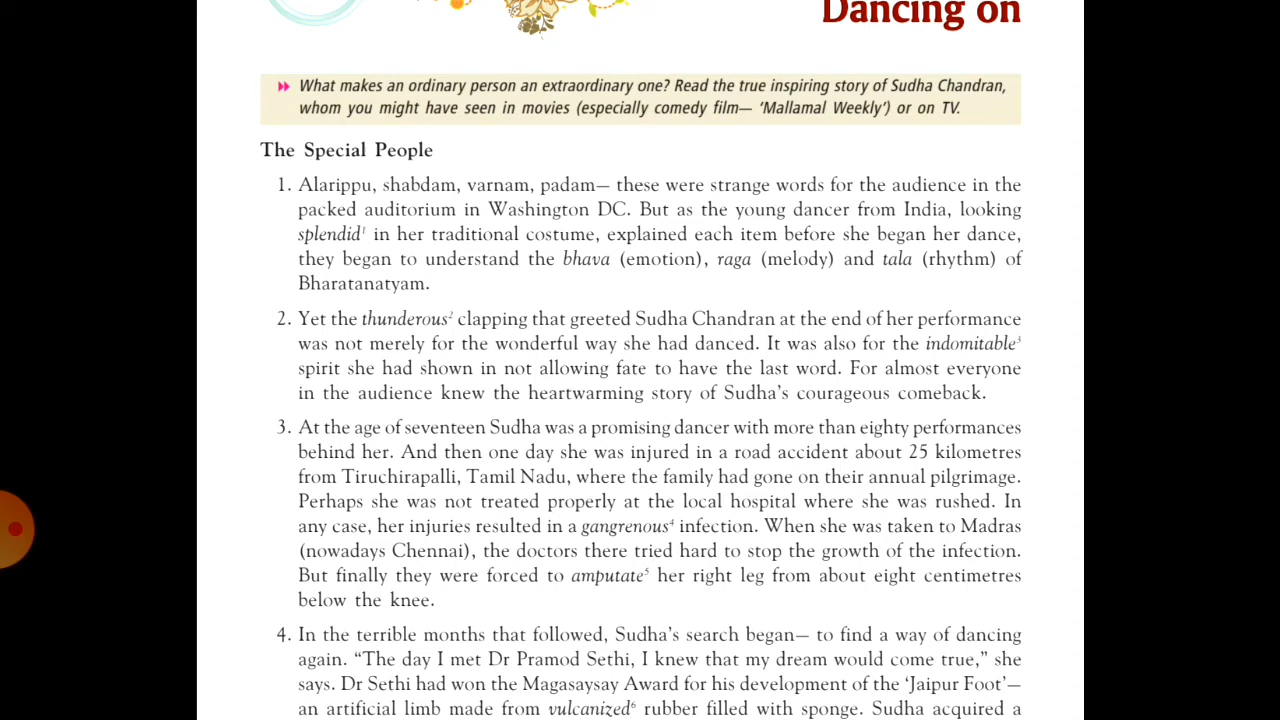 Dancing on
What makes an ordinary person an extraordinary one? Read the true inspiring story of Sudha Chandran,
whom you might have seen in movies (especially comedy film— ‘Mallamal Weekly’) or on TV.
The Special People
1. Alarippu, shabdam, varnam, padam— these were strange words for the audience in the
packed auditorium in Washington DC. But as the young dancer from India, looking
splendid¹ in her traditional costume, explained each item before she began her dance,
they began to understand the bhava (emotion), raga (melody) and tala (rhythm) of
Bharatanatyam.
2. Yet the thunderous² clapping that greeted Sudha Chandran at the end of her performance
was not merely for the wonderful way she had danced. It was also for the indomitable³
spirit she had shown in not allowing fate to have the last word. For almost everyone
in the audience knew the heartwarming story of Sudha’s courageous comeback.
3. At the age of seventeen Sudha was a promising dancer with more than eighty performances
behind her. And then one day she was injured in a road accident about 25 kilometres
from Tiruchirapalli, Tamil Nadu, where the family had gone on their annual pilgrimage.
Perhaps she was not treated properly at the local hospital where she was rushed. In
any case, her injuries resulted in a gangrenous⁴ infection. When she was taken to Madras
(nowadays Chennai), the doctors there tried hard to stop the growth of the infection.
But finally they were forced to amputate⁵ her right leg from about eight centimetres
below the knee.
4. In the terrible months that followed, Sudha’s search began— to find a way of dancing
again. “The day I met Dr Pramod Sethi, I knew that my dream would come true,” she
says. Dr Sethi had won the Magasaysay Award for his development of the ‘Jaipur Foot’—
an artificial limb made from vulcanized⁶ rubber filled with sponge. Sudha acquired a